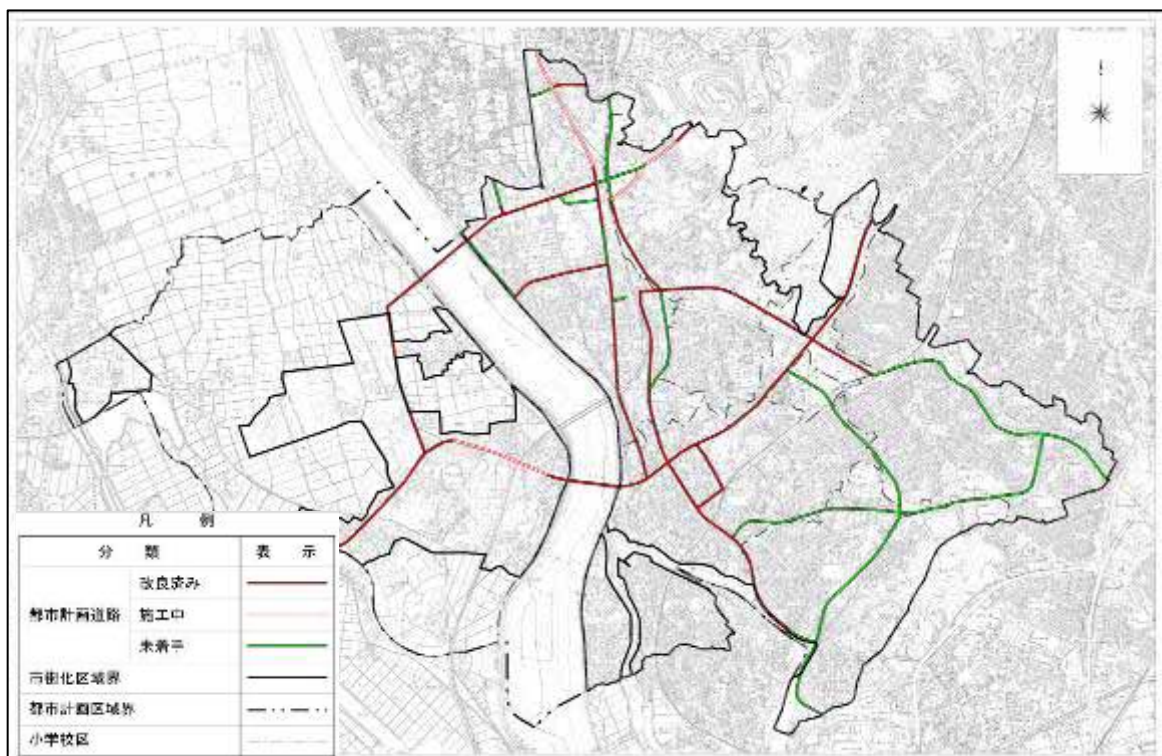 凡 例
分 類 表 示
改良済み
都市計画道路 施工中
未着手
市街化区域界
都市計画区域界
小学校区